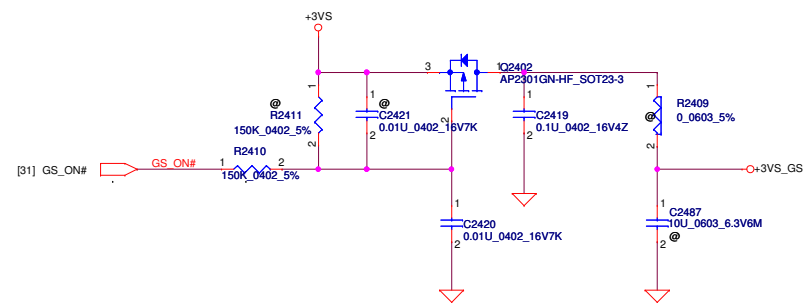 +3VS
3
1
Q2402
AP2301GN-HF_SOT23-3
2
1
@
R2411
150K_0402_5%
2
1
@
C2421
0.01U_0402_16V7K
2
1
C2419
0.1U_0402_16V4Z
2
1
R2409
@
0_0603_5%
2
[31] GS_ON#
GS_ON#
1
R2410
2
150K_0402_5%
+3VS_GS
1
C2420
0.01U_0402_16V7K
2
1
C2487
10U_0603_6.3V6M
2
@